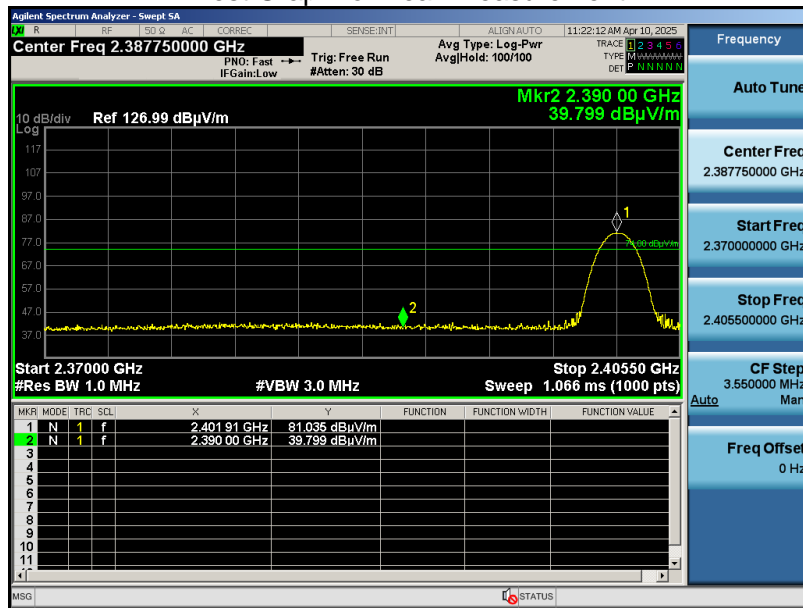 Agilent Spectrum Analyzer - Swept SA
R RF 50 Ω AC CORREC SENSE:INT ALIGN AUTO 11:22:12 AM Apr 10, 2025
Center Freq 2.387750000 GHz
PNO: Fast
IFGain:Low
Trig: Free Run
#Atten: 30 dB
Avg Type: Log-Pwr
Avg|Hold: 100/100
TRACE 1 2 3 4 5 6
TYPE M
DET P N N N N N
Mkr2 2.390 00 GHz
39.799 dBµV/m
10 dB/div Ref 126.99 dBµV/m
Log
117
107
97.0
87.0
77.0
67.0
57.0
47.0
37.0
1
2
74.00 dBµV/m
Start 2.37000 GHz Stop 2.40550 GHz
#Res BW 1.0 MHz #VBW 3.0 MHz Sweep 1.066 ms (1000 pts)
MKR MODE TRC SCL X Y FUNCTION FUNCTION WIDTH FUNCTION VALUE
1 N 1 f 2.401 91 GHz 81.035 dBµV/m
2 N 1 f 2.390 00 GHz 39.799 dBµV/m
3
4
5
6
7
8
9
10
11
MSG STATUS
Frequency
Auto Tune
Center Freq
2.387750000 GHz
Start Freq
2.370000000 GHz
Stop Freq
2.405500000 GHz
CF Step
3.550000 MHz
Auto Man
Freq Offset
0 Hz